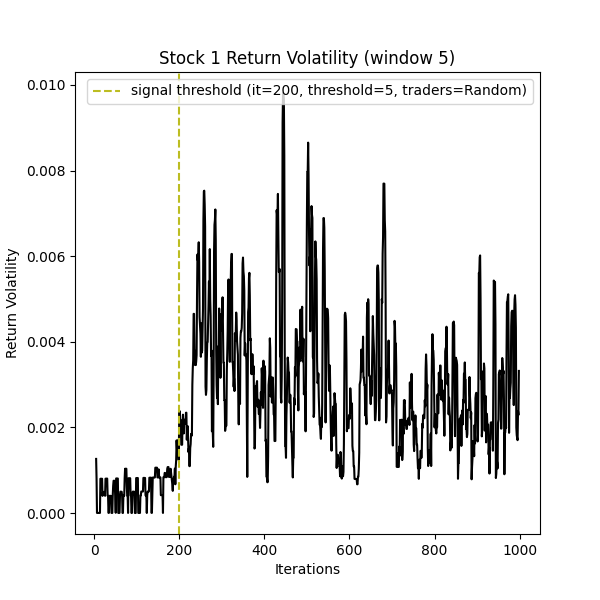 Stock 1 Return Volatility (window 5)
signal threshold (it=200, threshold=5, traders=Random)
0.010
0.008
0.006
0.004
0.002
0.000
Return Volatility
0 200 400 600 800 1000
Iterations